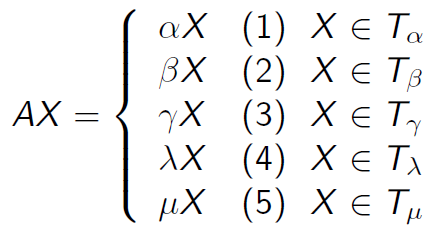 αX (1) X ∈ T_α
βX (2) X ∈ T_β
AX = { γX (3) X ∈ T_γ
λX (4) X ∈ T_λ
μX (5) X ∈ T_μ